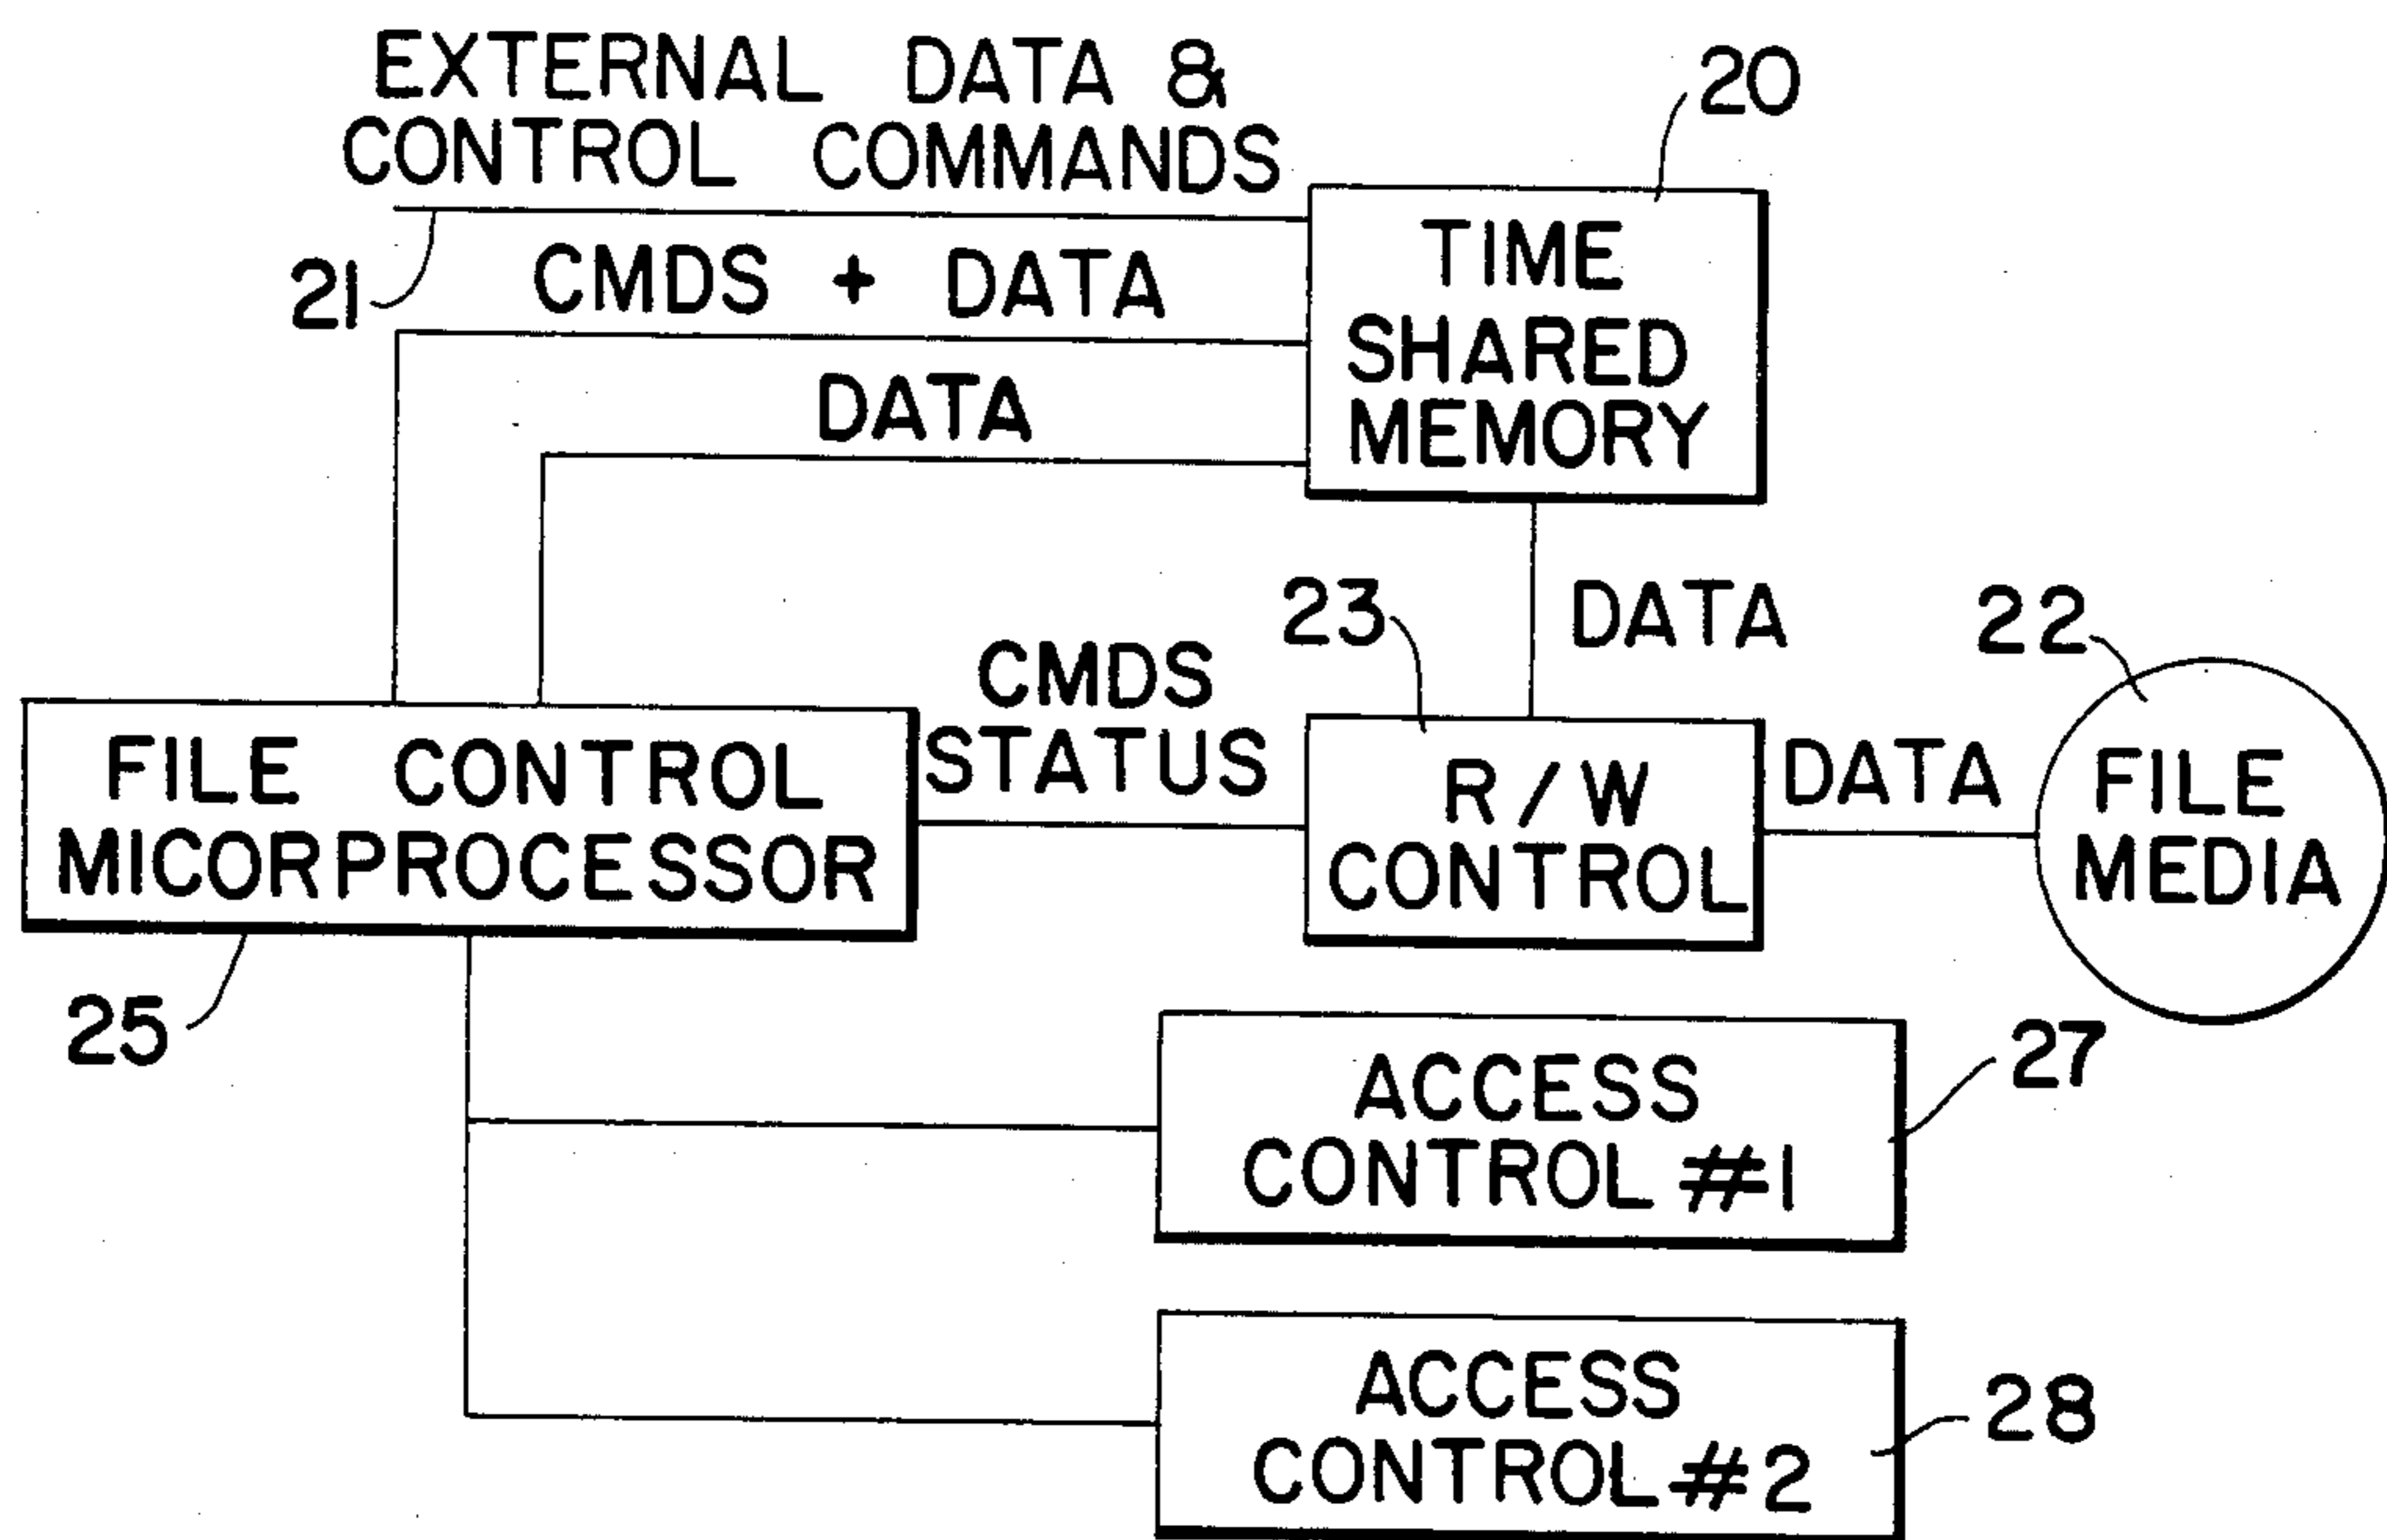 EXTERNAL DATA &
CONTROL COMMANDS
20
21
CMDS + DATA
TIME
SHARED
MEMORY
DATA
23
DATA
22
CMDS
STATUS
FILE CONTROL
MICORPROCESSOR
R/W
CONTROL
DATA
FILE
MEDIA
25
ACCESS
CONTROL #1
27
ACCESS
CONTROL #2
28